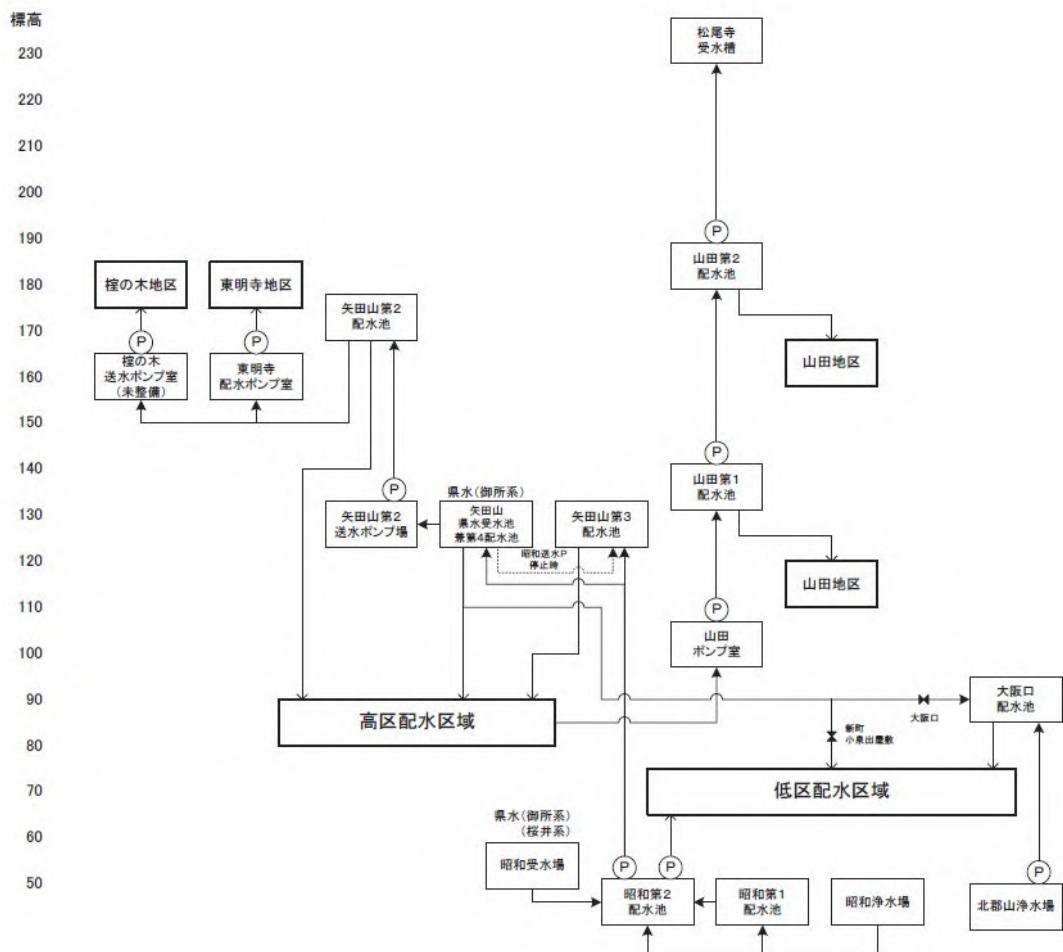 標高
230
220
210
200
190
180
170
160
150
140
130
120
110
100
90
80
70
60
50
松尾寺
受水槽
P
山田第2
配水池
山田地区
P
山田第1
配水池
山田地区
P
山田
ポンプ室
樒の木地区
東明寺地区
P
P
樒の木
送水ポンプ室
(未整備)
東明寺
配水ポンプ室
矢田山第2
配水池
P
矢田山第2
送水ポンプ場
県水(御所系)
矢田山
県水受水池
兼第4配水池
昭和送水P
停止時
矢田山第3
配水池
高区配水区域
大阪口
大阪口
配水池
新町
小泉出屋敷
低区配水区域
県水(御所系)
(桜井系)
昭和受水場
P
P
昭和第2
配水池
昭和第1
配水池
昭和浄水場
P
北郡山浄水場